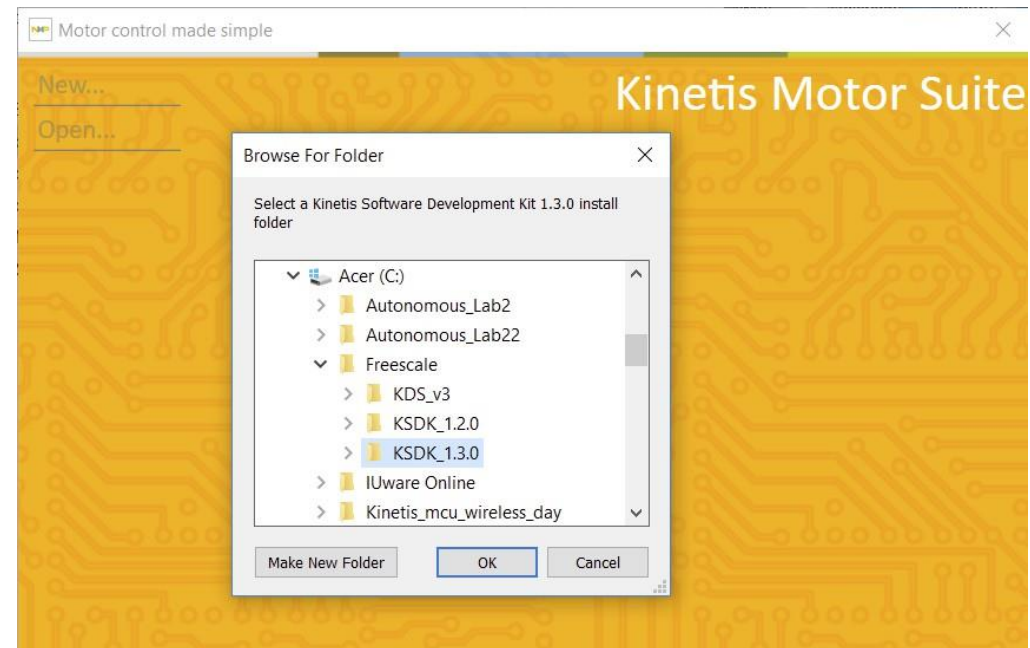 NXP Motor control made simple
New...
Kinetis Motor Suite
Open...
Browse For Folder
Select a Kinetis Software Development Kit 1.3.0 install
folder
Acer (C:)
Autonomous_Lab2
Autonomous_Lab22
Freescale
KDS_v3
KSDK_1.2.0
KSDK_1.3.0
IUware Online
Kinetis_mcu_wireless_day
Make New Folder
OK
Cancel